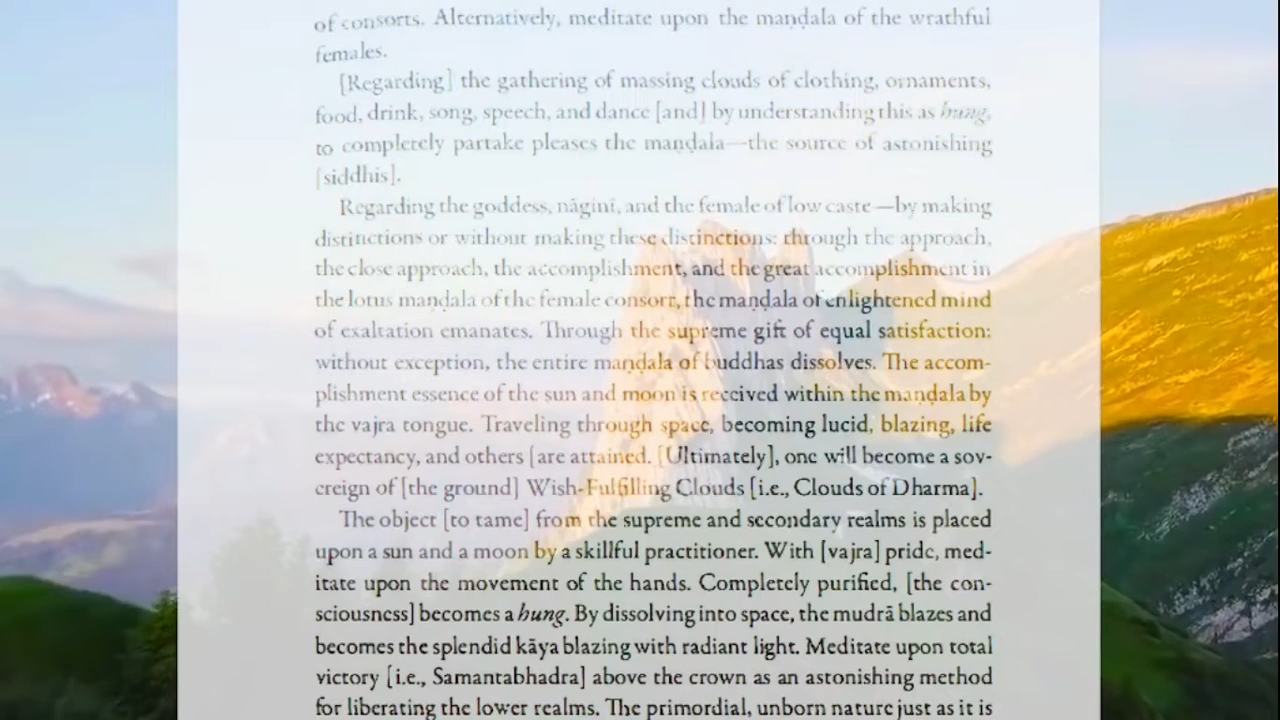 of consorts. Alternatively, meditate upon the maṇḍala of the wrathful
females.
[Regarding] the gathering of massing clouds of clothing, ornaments,
food, drink, song, speech, and dance [and] by understanding this as hung,
to completely partake pleases the maṇḍala—the source of astonishing
[siddhis].
Regarding the goddess, nāginī, and the female of low caste—by making
distinctions or without making these distinctions: through the approach,
the close approach, the accomplishment, and the great accomplishment in
the lotus maṇḍala of the female consort, the maṇḍala of enlightened mind
of exaltation emanates. Through the supreme gift of equal satisfaction:
without exception, the entire maṇḍala of buddhas dissolves. The accom-
plishment essence of the sun and moon is received within the maṇḍala by
the vajra tongue. Traveling through space, becoming lucid, blazing, life
expectancy, and others [are attained. [Ultimately], one will become a sov-
ereign of [the ground] Wish-Fulfilling Clouds [i.e., Clouds of Dharma].
The object [to tame] from the supreme and secondary realms is placed
upon a sun and a moon by a skillful practitioner. With [vajra] pride, med-
itate upon the movement of the hands. Completely purified, [the con-
sciousness] becomes a hung. By dissolving into space, the mudrā blazes and
becomes the splendid kāya blazing with radiant light. Meditate upon total
victory [i.e., Samantabhadra] above the crown as an astonishing method
for liberating the lower realms. The primordial, unborn nature just as it is